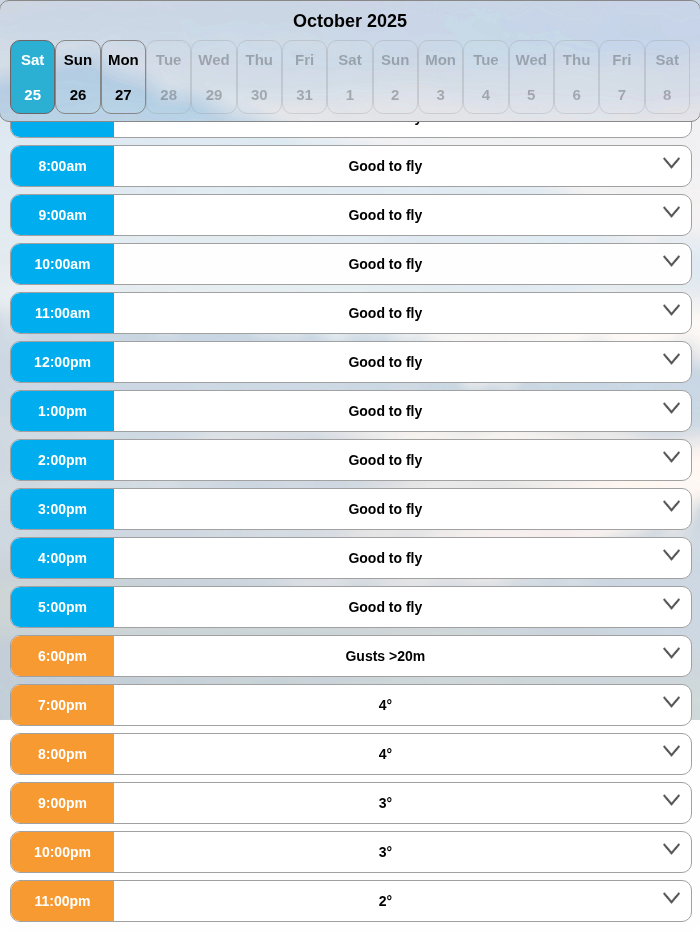 October 2025
Sat Sun Mon Tue Wed Thu Fri Sat Sun Mon Tue Wed Thu Fri Sat
25 26 27 28 29 30 31 1 2 3 4 5 6 7 8
8:00am Good to fly
9:00am Good to fly
10:00am Good to fly
11:00am Good to fly
12:00pm Good to fly
1:00pm Good to fly
2:00pm Good to fly
3:00pm Good to fly
4:00pm Good to fly
5:00pm Good to fly
6:00pm Gusts >20m
7:00pm 4°
8:00pm 4°
9:00pm 3°
10:00pm 3°
11:00pm 2°